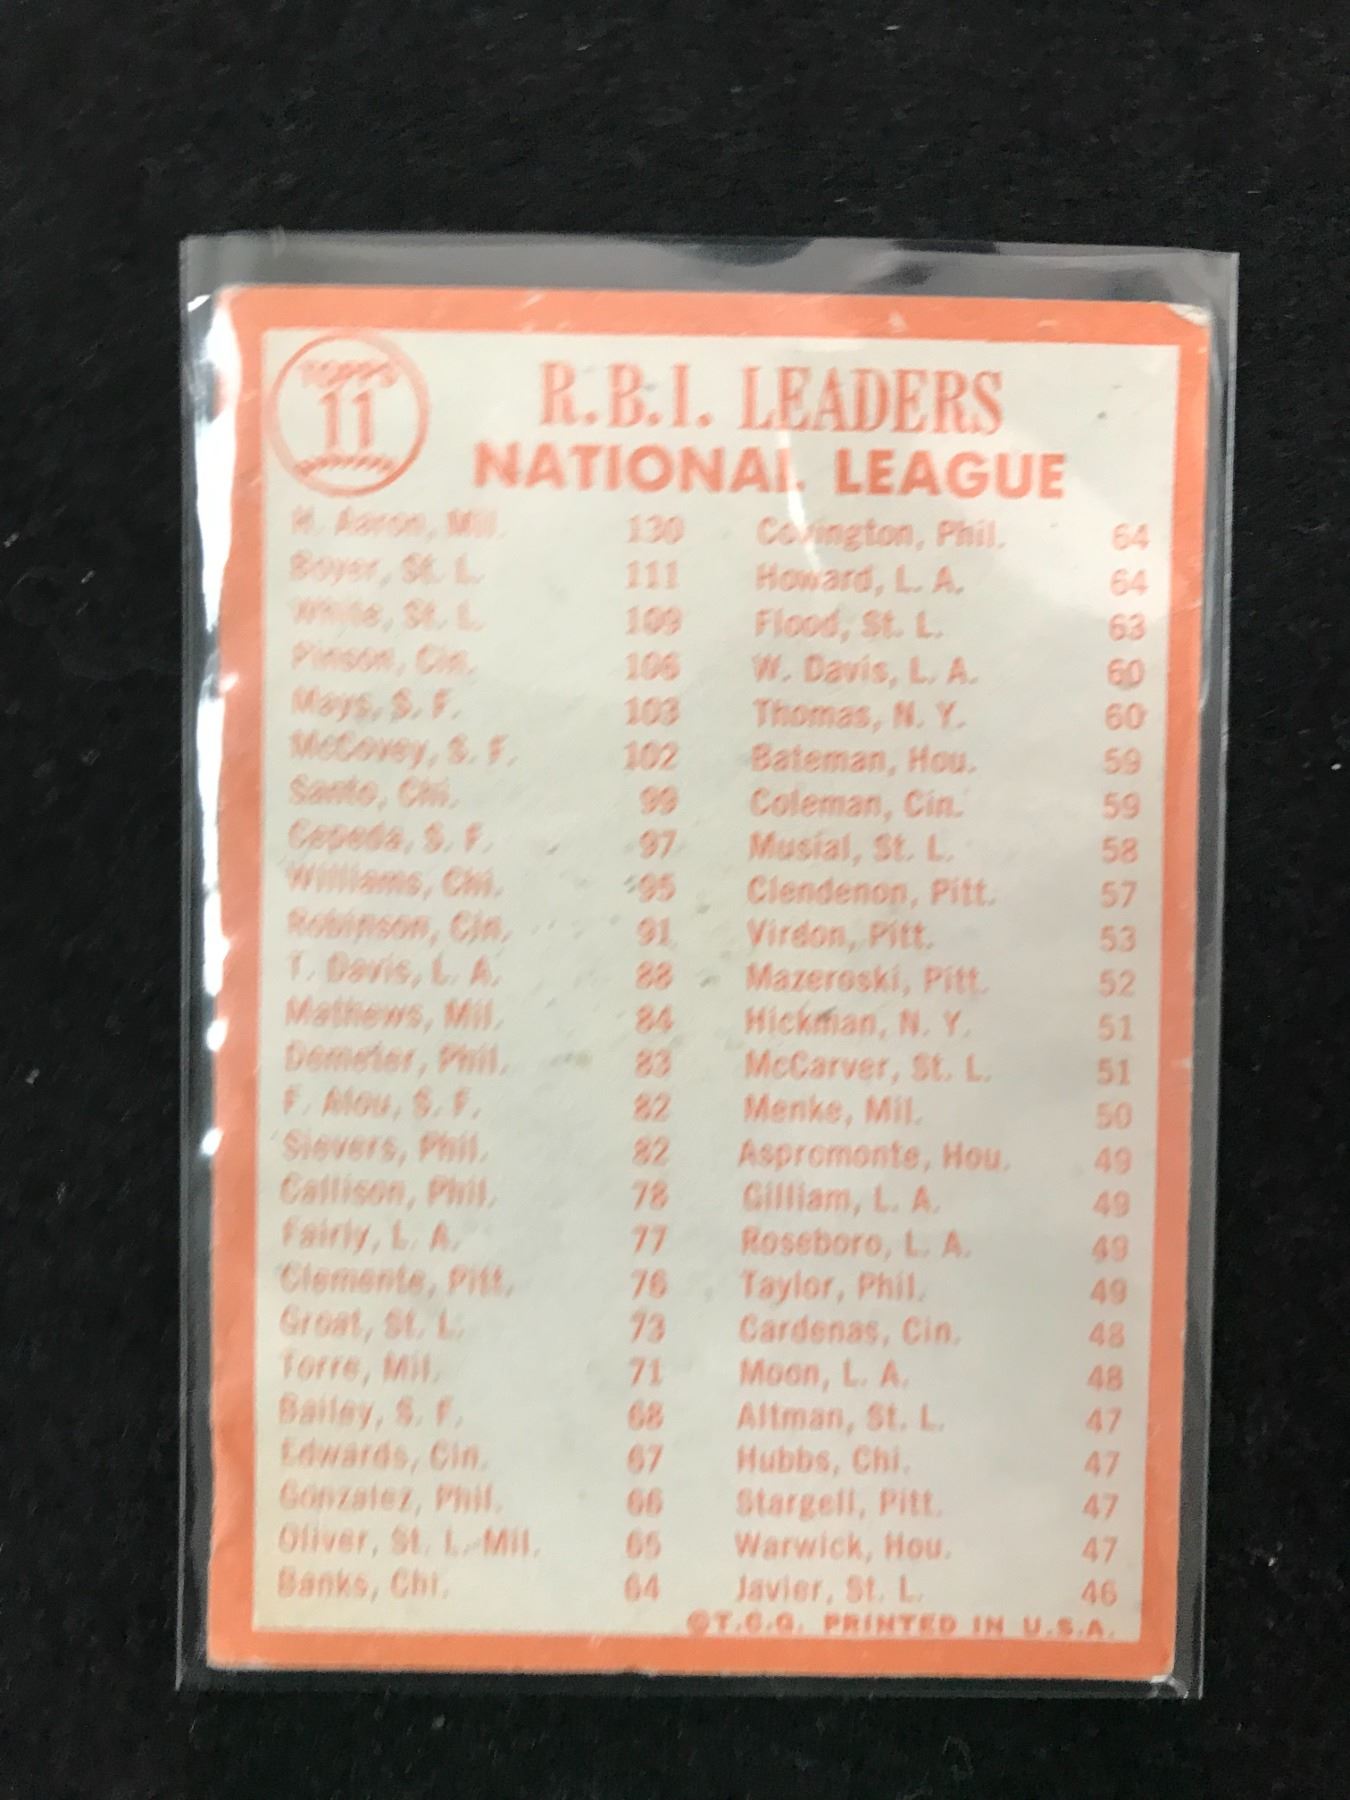 TOPPS
11
R.B.I. LEADERS
NATIONAL LEAGUE
H. Aaron, Mil. 130
Boyer, St. L. 111
White, St. L. 109
Pinson, Cin. 106
Mays, S. F. 103
McCovey, S. F. 102
Santo, Chi. 99
Cepeda, S. F. 97
Williams, Chi. 95
Robinson, Cin. 91
T. Davis, L. A. 88
Mathews, Mil. 84
Demeter, Phil. 83
F. Alou, S. F. 82
Sievers, Phil. 82
Callison, Phil. 78
Fairly, L. A. 77
Clemente, Pitt. 76
Groat, St. L. 73
Torre, Mil. 71
Bailey, S. F. 68
Edwards, Cin. 67
Gonzalez, Phil. 66
Oliver, St. L.-Mil. 65
Banks, Chi. 64
Covington, Phil. 64
Howard, L. A. 64
Flood, St. L. 63
W. Davis, L. A. 60
Thomas, N. Y. 60
Bateman, Hou. 59
Coleman, Cin. 59
Musial, St. L. 58
Clendenon, Pitt. 57
Virdon, Pitt. 53
Mazeroski, Pitt. 52
Hickman, N. Y. 51
McCarver, St. L. 51
Menke, Mil. 50
Aspromonte, Hou. 49
Gilliam, L. A. 49
Roseboro, L. A. 49
Taylor, Phil. 49
Cardenas, Cin. 48
Moon, L. A. 48
Altman, St. L. 47
Hubbs, Chi. 47
Stargell, Pitt. 47
Warwick, Hou. 47
Javier, St. L. 46
©T.C.G. PRINTED IN U.S.A.